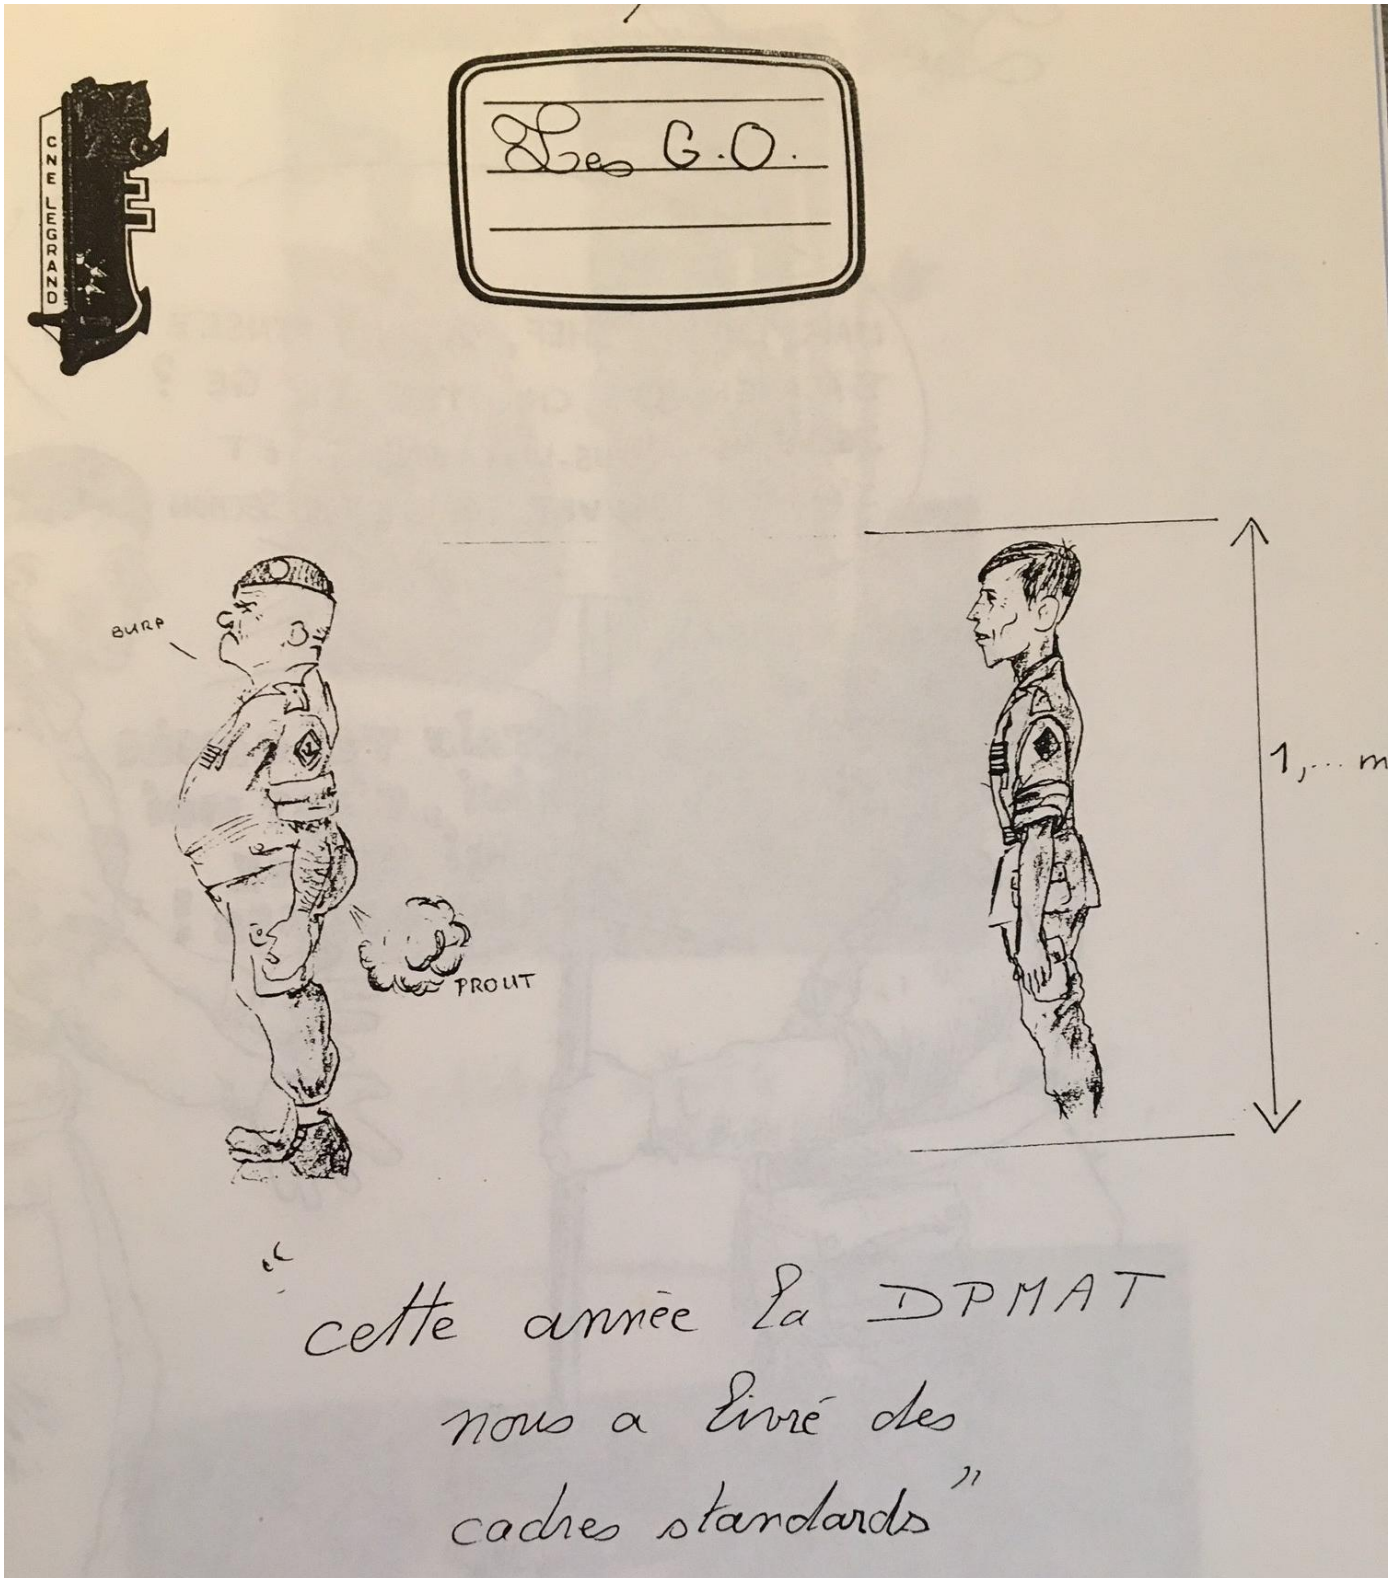 CNE LEGRAND
Les G.O.
BURP
1,... m
PROUT
"cette année la DPMAT
nous a livré des
cadres standards"